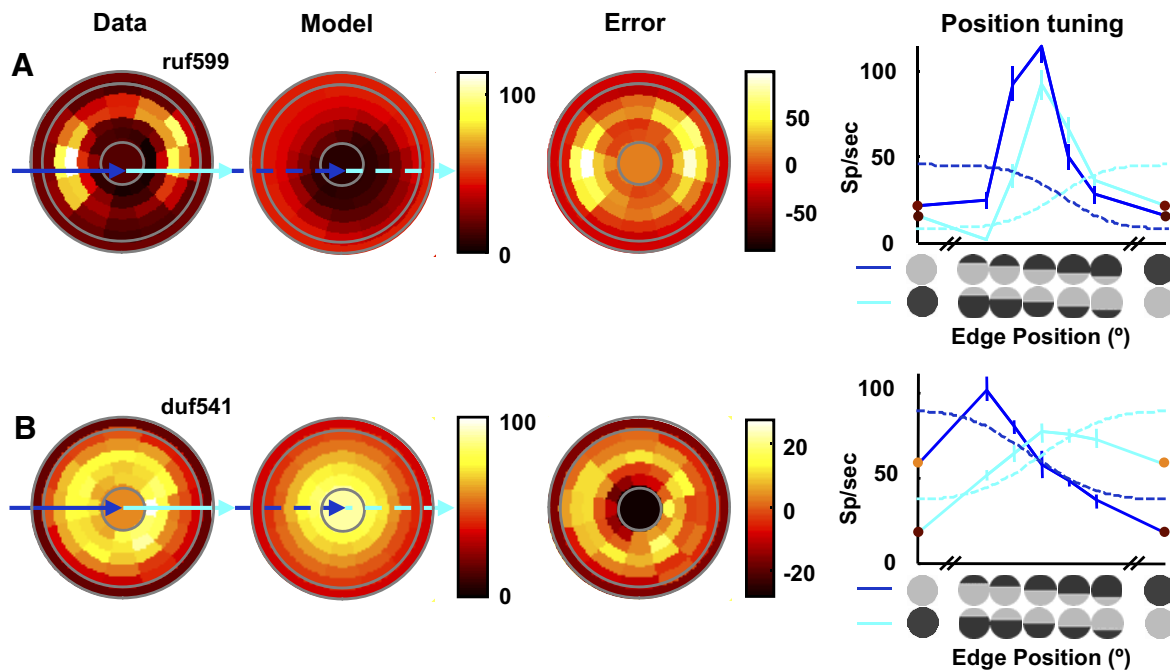 Data Model Error Position tuning
A
ruf599
100
0
50
0
-50
100
50
0
Sp/sec
Edge Position (º)
B
duf541
100
0
20
0
-20
100
50
0
Sp/sec
Edge Position (º)